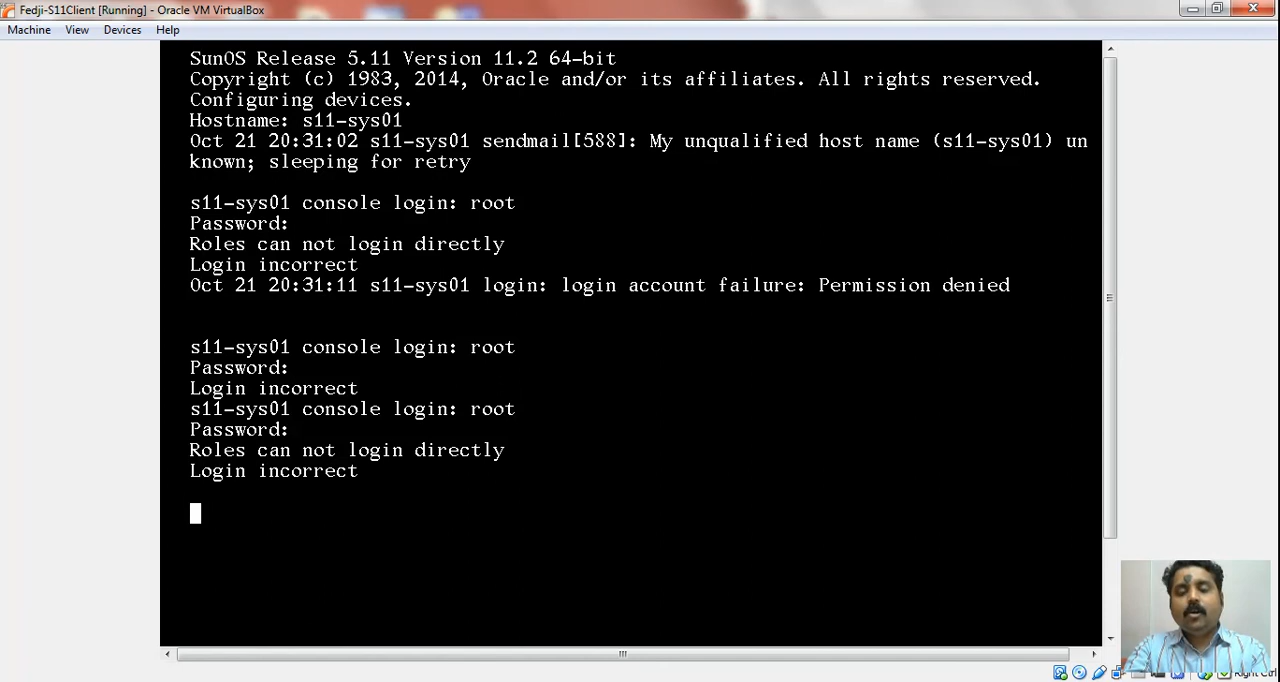 Fedji-S11Client [Running] - Oracle VM VirtualBox
Machine View Devices Help
SunOS Release 5.11 Version 11.2 64-bit
Copyright (c) 1983, 2014, Oracle and/or its affiliates. All rights reserved.
Configuring devices.
Hostname: s11-sys01
Oct 21 20:31:02 s11-sys01 sendmail[588]: My unqualified host name (s11-sys01) un
known; sleeping for retry
s11-sys01 console login: root
Password:
Roles can not login directly
Login incorrect
Oct 21 20:31:11 s11-sys01 login: login account failure: Permission denied
s11-sys01 console login: root
Password:
Login incorrect
s11-sys01 console login: root
Password:
Roles can not login directly
Login incorrect
Right Ctrl